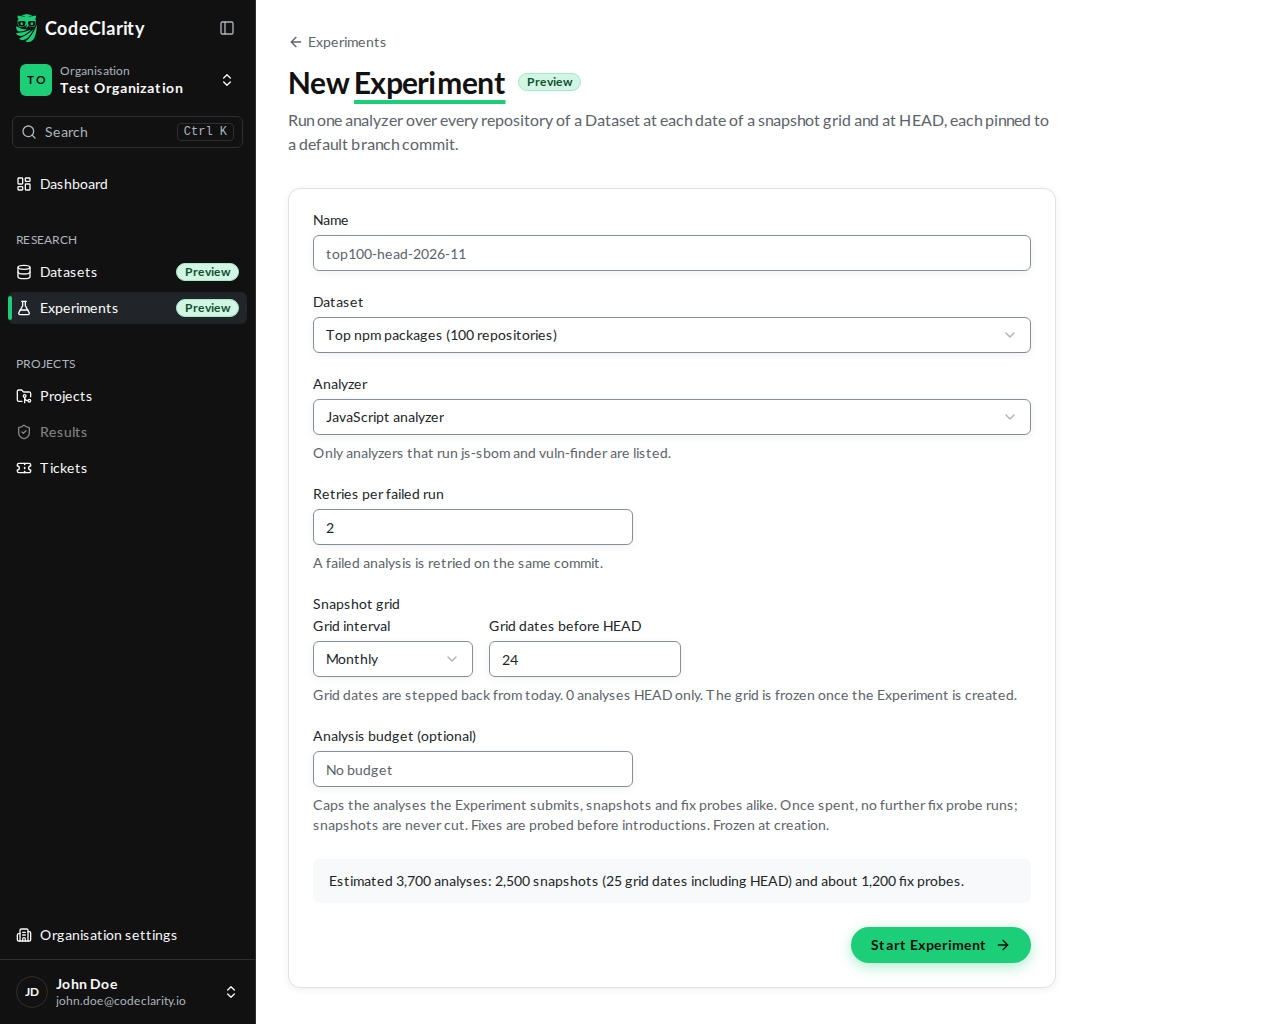 CodeClarity
TO
Organisation
Test Organization
Search
Ctrl K
Dashboard
RESEARCH
Datasets
Preview
Experiments
Preview
PROJECTS
Projects
Results
Tickets
Organisation settings
JD
John Doe
john.doe@codeclarity.io
Experiments
New Experiment
Preview
Run one analyzer over every repository of a Dataset at each date of a snapshot grid and at HEAD, each pinned to
a default branch commit.
Name
top100-head-2026-11
Dataset
Top npm packages (100 repositories)
Analyzer
JavaScript analyzer
Only analyzers that run js-sbom and vuln-finder are listed.
Retries per failed run
2
A failed analysis is retried on the same commit.
Snapshot grid
Grid interval
Grid dates before HEAD
Monthly
24
Grid dates are stepped back from today. 0 analyses HEAD only. The grid is frozen once the Experiment is created.
Analysis budget (optional)
No budget
Caps the analyses the Experiment submits, snapshots and fix probes alike. Once spent, no further fix probe runs;
snapshots are never cut. Fixes are probed before introductions. Frozen at creation.
Estimated 3,700 analyses: 2,500 snapshots (25 grid dates including HEAD) and about 1,200 fix probes.
Start Experiment